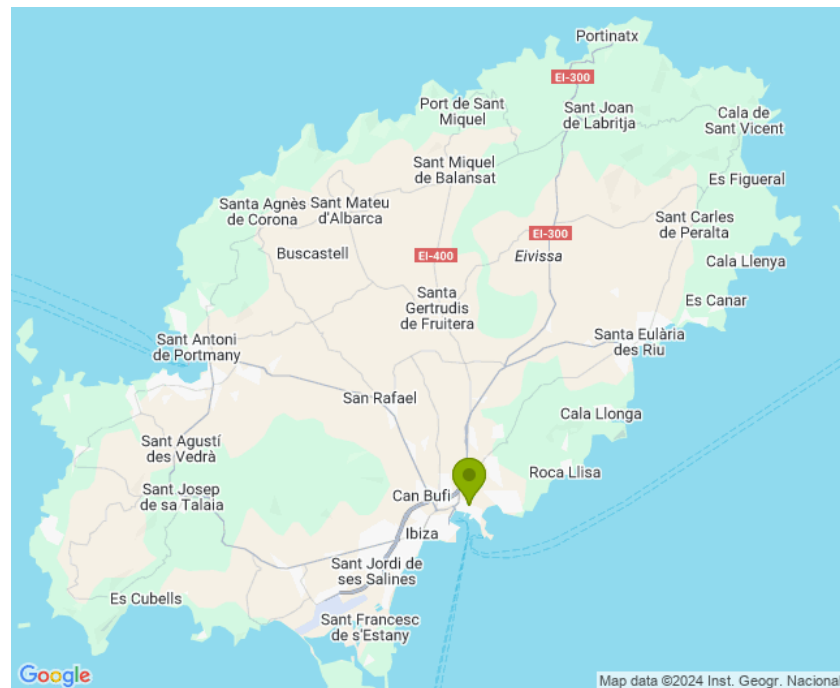 Portinatx
EI-300
Port de Sant
Miquel
Sant Joan
de Labritja
Cala de
Sant Vicent
Sant Miquel
de Balansat
Es Figueral
Santa Agnès
de Corona
Sant Mateu
d'Albarca
Sant Carles
de Peralta
EI-300
Buscastell
EI-400
Eivissa
Cala Llenya
Santa
Gertrudis
de Fruitera
Es Canar
Sant Antoni
de Portmany
Santa Eulària
des Riu
San Rafael
Cala Llonga
Sant Agustí
des Vedrà
Roca Llisa
Sant Josep
de sa Talaia
Can Bufi
Ibiza
Sant Jordi de
ses Salines
Es Cubells
Sant Francesc
de s'Estany
Google
Map data ©2024 Inst. Geogr. Nacional